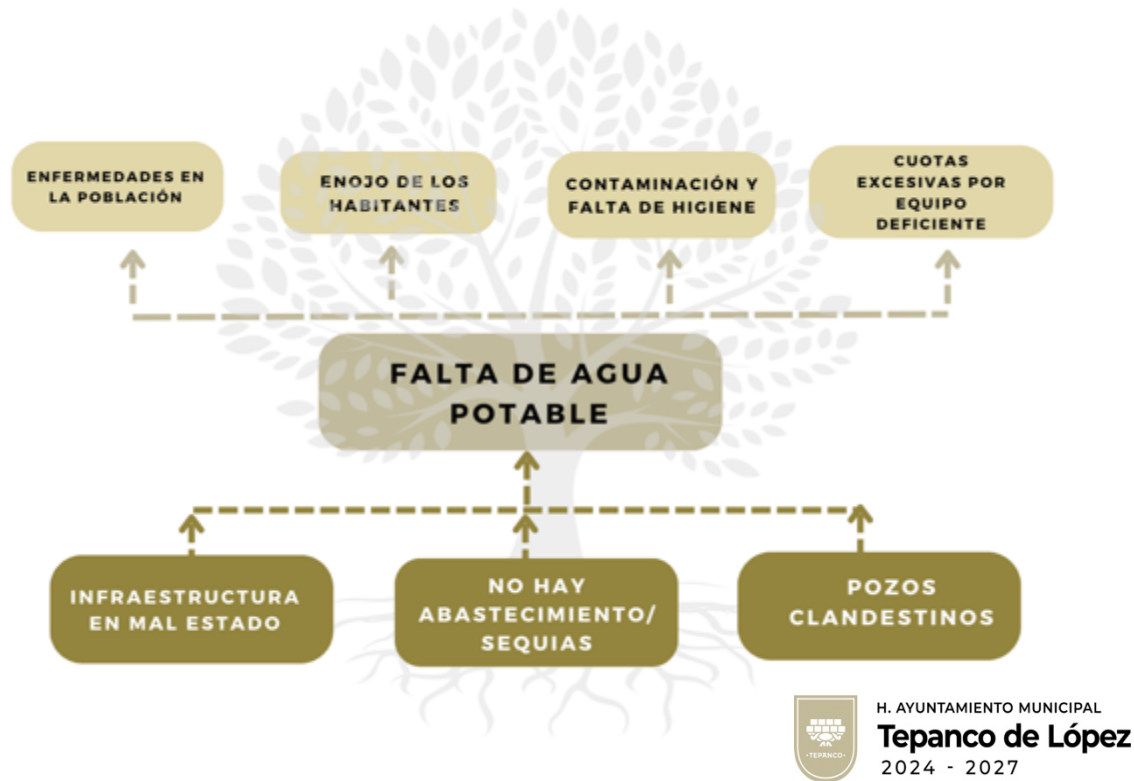 ENFERMEDADES EN
LA POBLACIÓN
ENOJO DE LOS
HABITANTES
CONTAMINACIÓN Y
FALTA DE HIGIENE
CUOTAS
EXCESIVAS POR
EQUIPO
DEFICIENTE
FALTA DE AGUA
POTABLE
INFRAESTRUCTURA
EN MAL ESTADO
NO HAY
ABASTECIMIENTO/
SEQUIAS
POZOS
CLANDESTINOS
·TEPANCO·
H. AYUNTAMIENTO MUNICIPAL
Tepanco de López
2024 - 2027